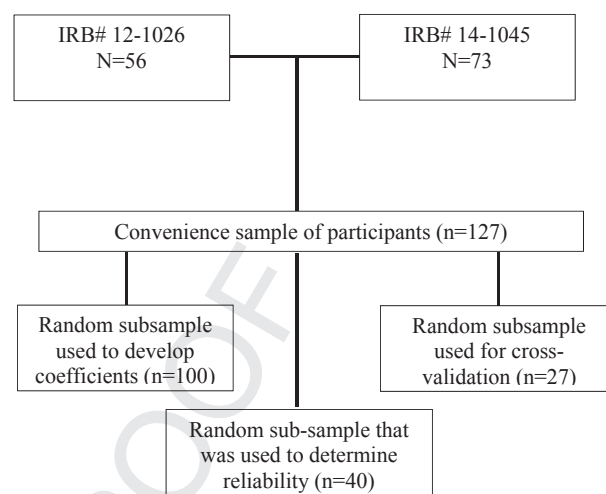 IRB# 12-1026
N=56
IRB# 14-1045
N=73
Convenience sample of participants (n=127)
Random subsample
used to develop
coefficients (n=100)
Random subsample
used for cross-
validation (n=27)
Random sub-sample that
was used to determine
reliability (n=40)
PROOF